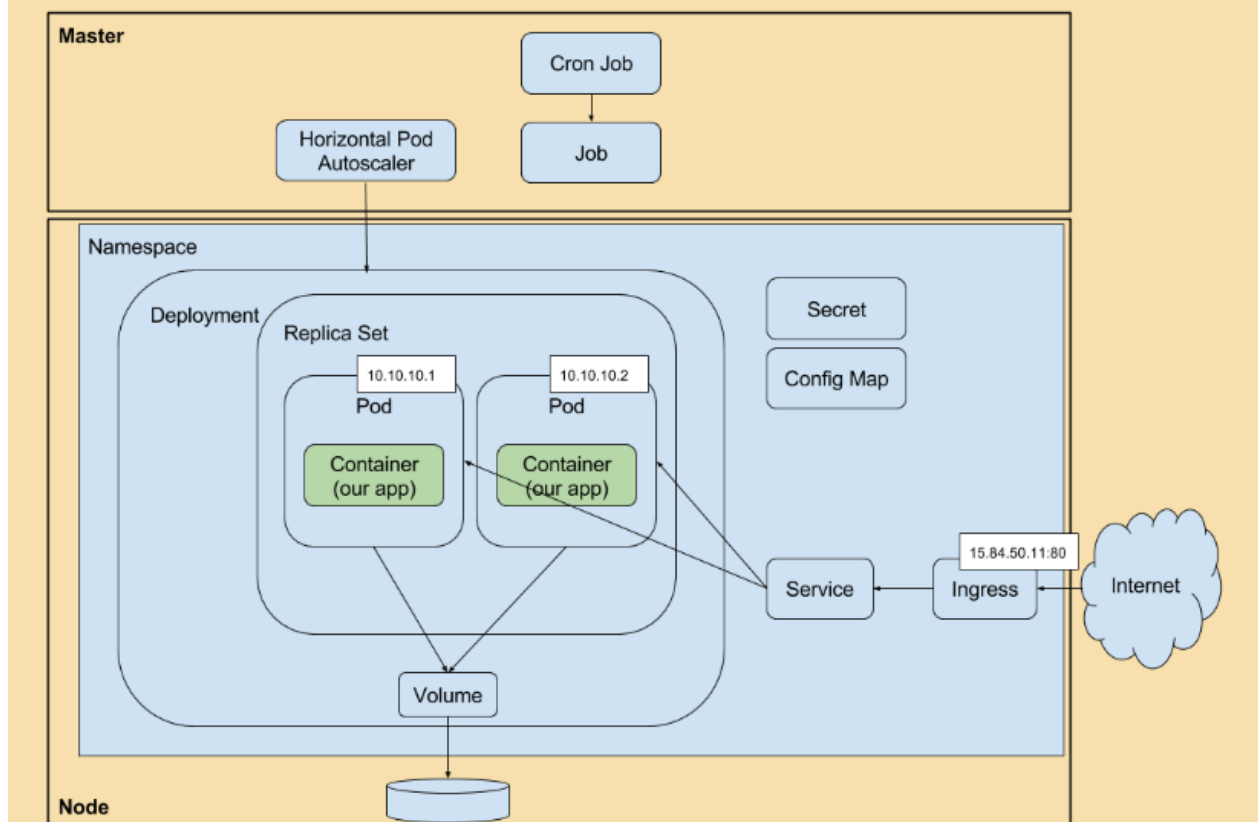 Master
Cron Job
Horizontal Pod
Autoscaler
Job
Namespace
Deployment
Replica Set
Secret
Config Map
10.10.10.1
10.10.10.2
Pod
Pod
Container
(our app)
Container
(our app)
15.84.50.11:80
Service
Ingress
Internet
Volume
Node